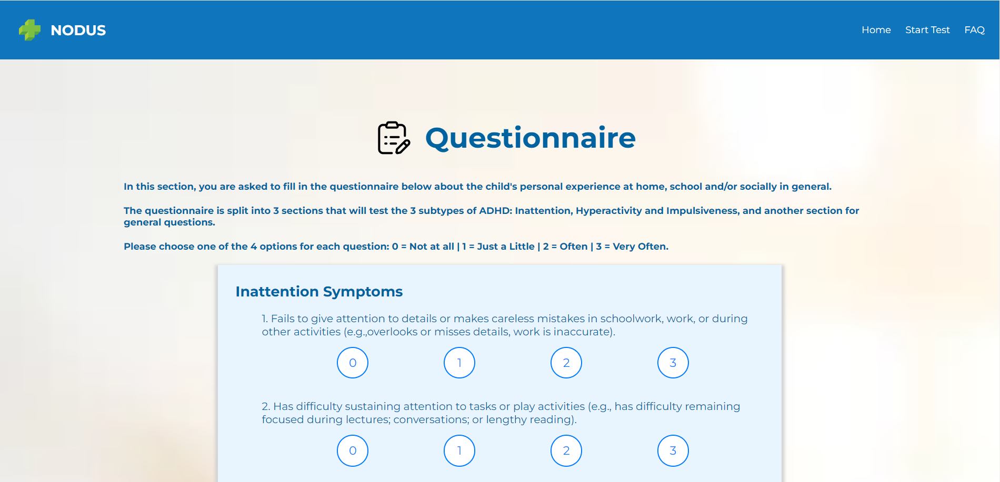 NODUS
Home Start Test FAQ
Questionnaire
In this section, you are asked to fill in the questionnaire below about the child's personal experience at home, school and/or socially in general.
The questionnaire is split into 3 sections that will test the 3 subtypes of ADHD: Inattention, Hyperactivity and Impulsiveness, and another section for
general questions.
Please choose one of the 4 options for each question: 0 = Not at all | 1 = Just a Little | 2 = Often | 3 = Very Often.
Inattention Symptoms
1. Fails to give attention to details or makes careless mistakes in schoolwork, work, or during
other activities (e.g.,overlooks or misses details, work is inaccurate).
0 1 2 3
2. Has difficulty sustaining attention to tasks or play activities (e.g., has difficulty remaining
focused during lectures; conversations; or lengthy reading).
0 1 2 3